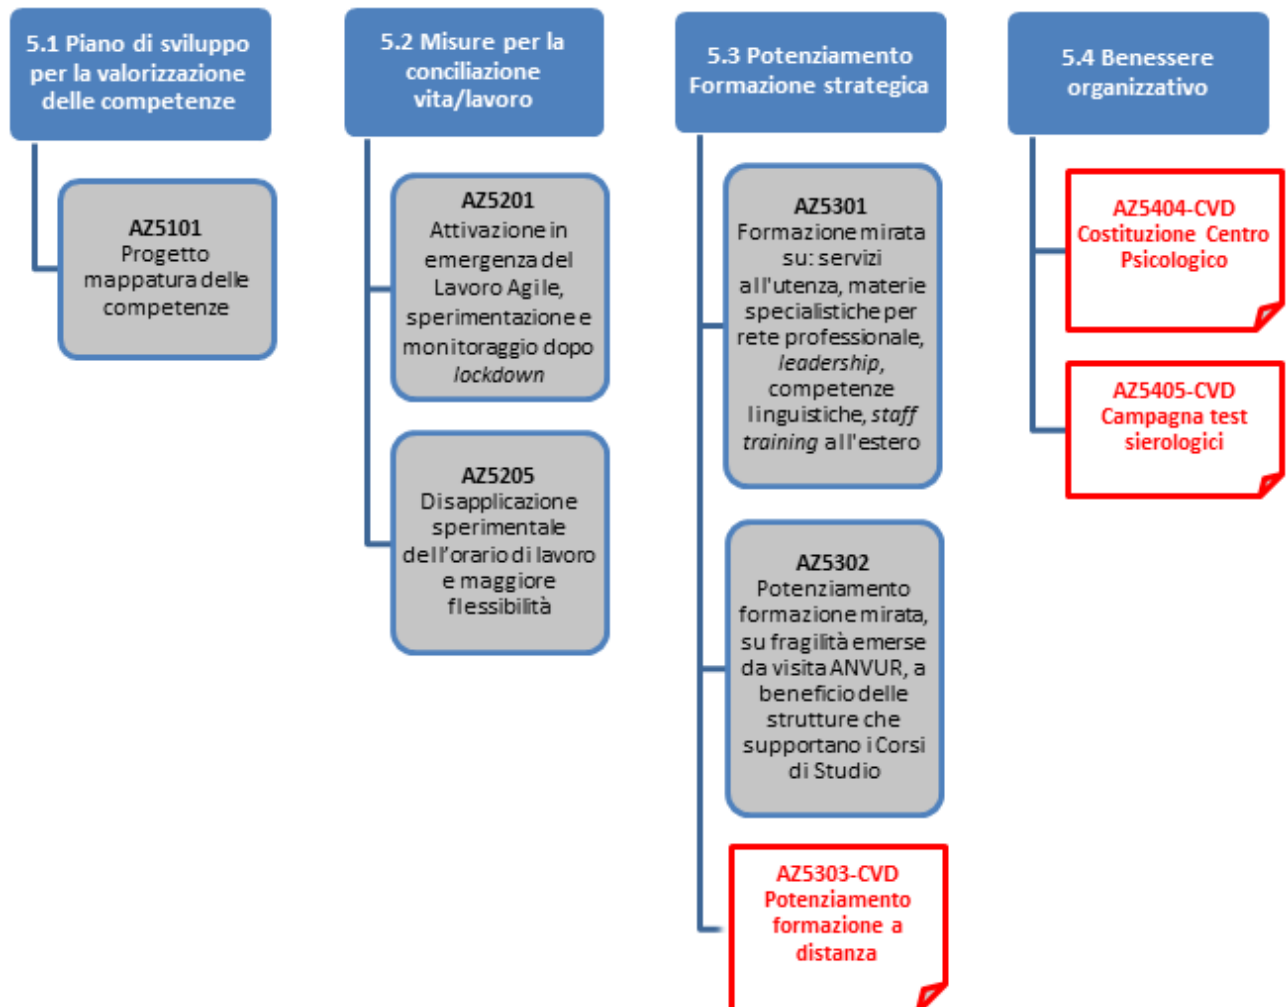 5.1 Piano di sviluppo
per la valorizzazione
delle competenze
AZ5101
Progetto
mappatura delle
competenze
5.2 Misure per la
conciliazione
vita/lavoro
AZ5201
Attivazione in
emergenza del
Lavoro Agile,
sperimentazione e
monitoraggio dopo
lockdown
AZ5205
Disapplicazione
sperimentale
dell’orario di lavoro
e maggiore
flessibilità
5.3 Potenziamento
Formazione strategica
AZ5301
Formazione mirata
su: servizi
all'utenza, materie
specialistiche per
rete professionale,
leadership,
competenze
linguistiche, staff
training all'estero
AZ5302
Potenziamento
formazione mirata,
su fragilità emerse
da visita ANVUR, a
beneficio delle
strutture che
supportano i Corsi
di Studio
AZ5303-CVD
Potenziamento
formazione a
distanza
5.4 Benessere
organizzativo
AZ5404-CVD
Costituzione Centro
Psicologico
AZ5405-CVD
Campagna test
sierologici